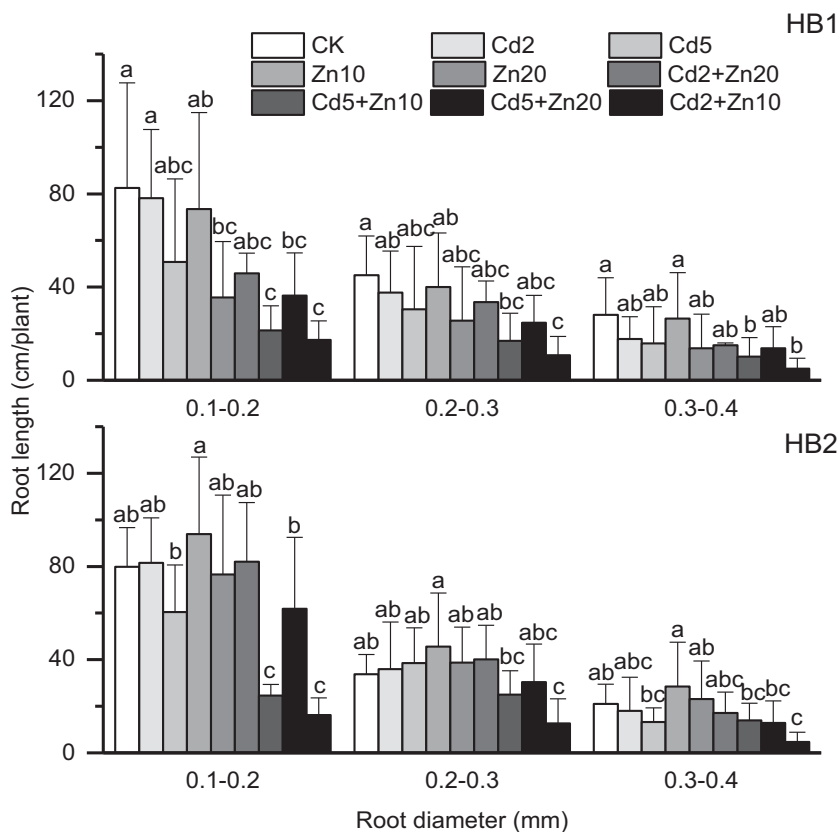 HB1
CK Cd2 Cd5
Zn10 Zn20 Cd2+Zn20
Cd5+Zn10 Cd5+Zn20 Cd2+Zn10
120
80
40
0
a a abc ab bc abc c bc c
a ab abc ab abc abc bc abc c
a ab ab a ab ab b ab b
0.1-0.2 0.2-0.3 0.3-0.4
Root length (cm/plant)
HB2
120
80
40
0
ab ab b a ab ab c b c
ab ab ab a ab ab bc abc c
ab abc bc a ab abc bc bc c
0.1-0.2 0.2-0.3 0.3-0.4
Root diameter (mm)